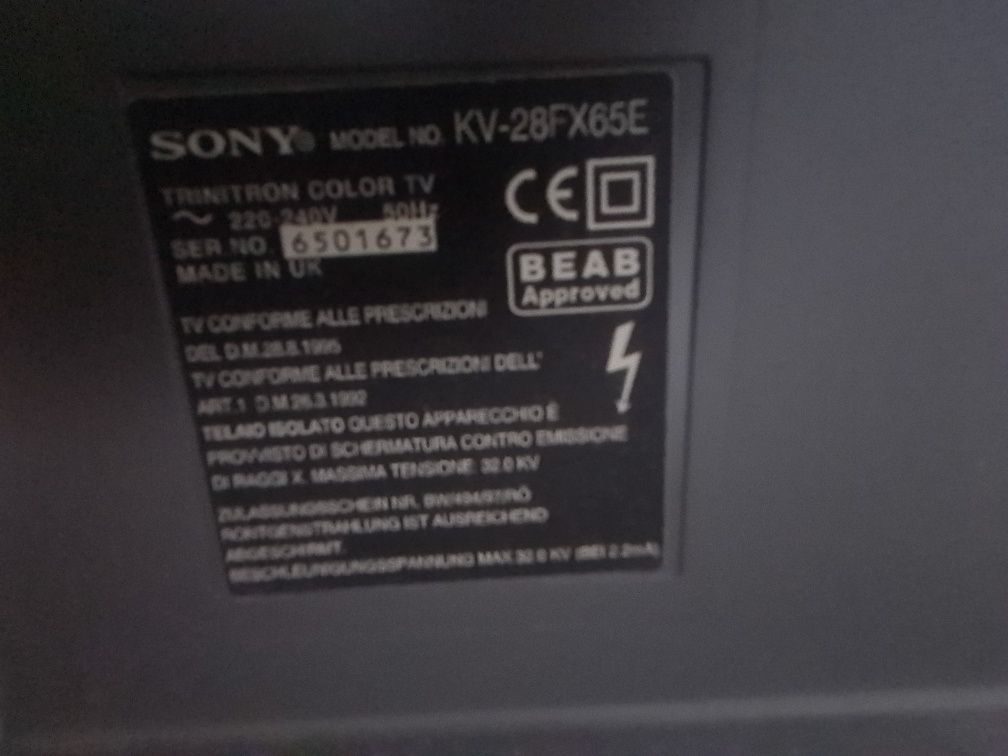 SONY MODEL NO. KV-28FX65E
TRINITRON COLOR TV
~ 220-240V 50Hz
SER. NO. 6501673
MADE IN UK
CE
BEAB
Approved
TV CONFORME ALLE PRESCRIZIONI
DEL D.M. 28.8.1995
TV CONFORME ALLE PRESCRIZIONI DELL'
ART. 1 D.M. 26.3.1992
TELAIO ISOLATO QUESTO APPARECCHIO È
PROVVISTO DI SCHERMATURA CONTRO EMISSIONE
DI RAGGI X. MASSIMA TENSIONE 32.0 KV
ZULASSUNGSSCHEIN NR.
RÖNTGENSTRAHLUNG IST AUSREICHEND
ABGESCHIRMT.
BESCHLEUNIGUNGSSPANNUNG MAX 32.0 KV (BEI 2.2mA)